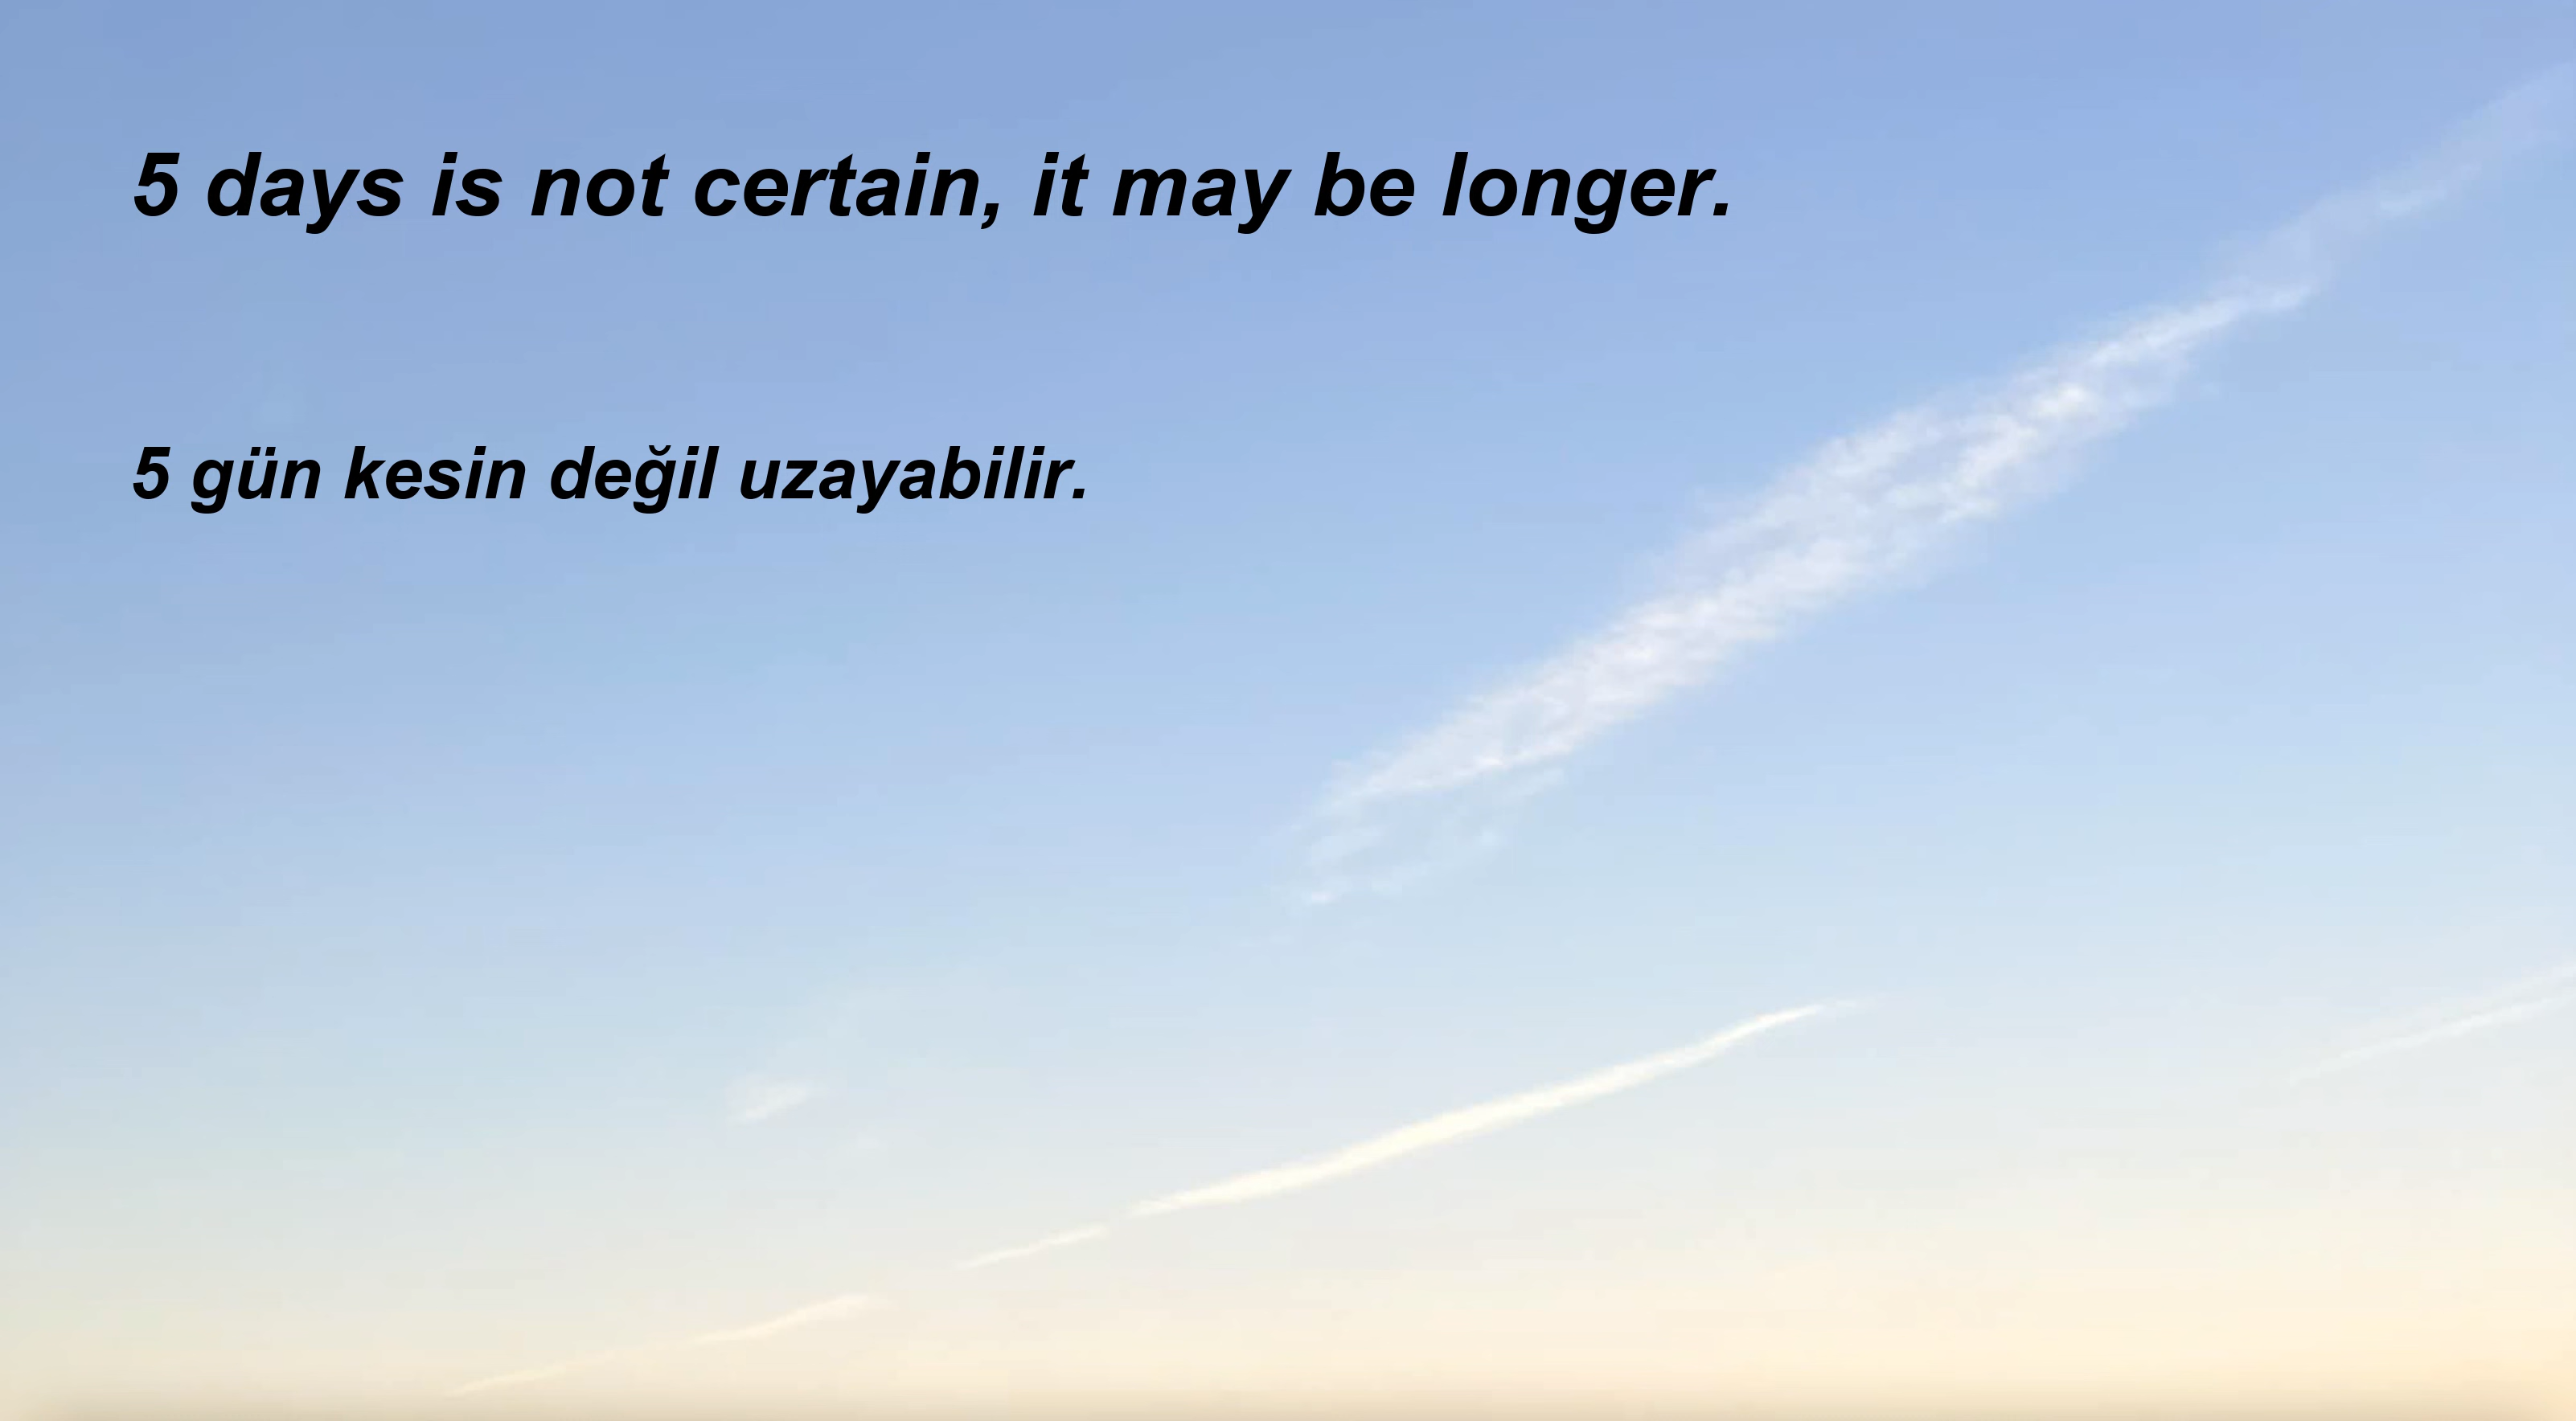 5 days is not certain, it may be longer.
5 gün kesin değil uzayabilir.